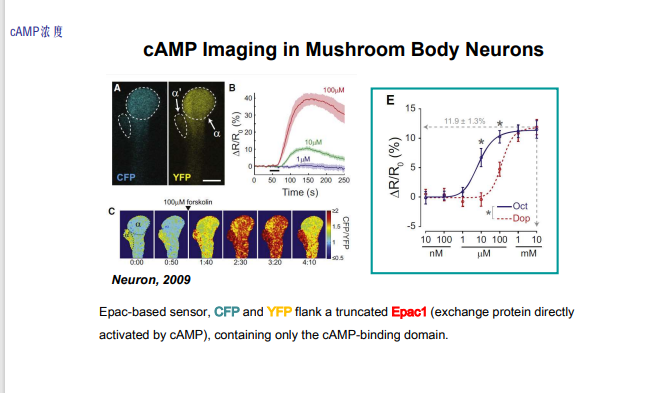 cAMP浓度
cAMP Imaging in Mushroom Body Neurons
A
α'
α
CFP
YFP
B
ΔR/R₀ (%)
40
30
20
10
0
100μM
10μM
1μM
0 50 100 150 200 250
Time (s)
C
100μM forskolin
α
0:00 0:50 1:40 2:30 3:20 4:10
≥2
1.5
1
≤0.5
CFP/YFP
E
ΔR/R₀ (%)
15
10
5
0
-5
11.9 ± 1.3%
*
*
*
Oct
Dop
10 100 1 10 100 1 10
nM μM mM
Neuron, 2009
Epac-based sensor, CFP and YFP flank a truncated Epac1 (exchange protein directly
activated by cAMP), containing only the cAMP-binding domain.